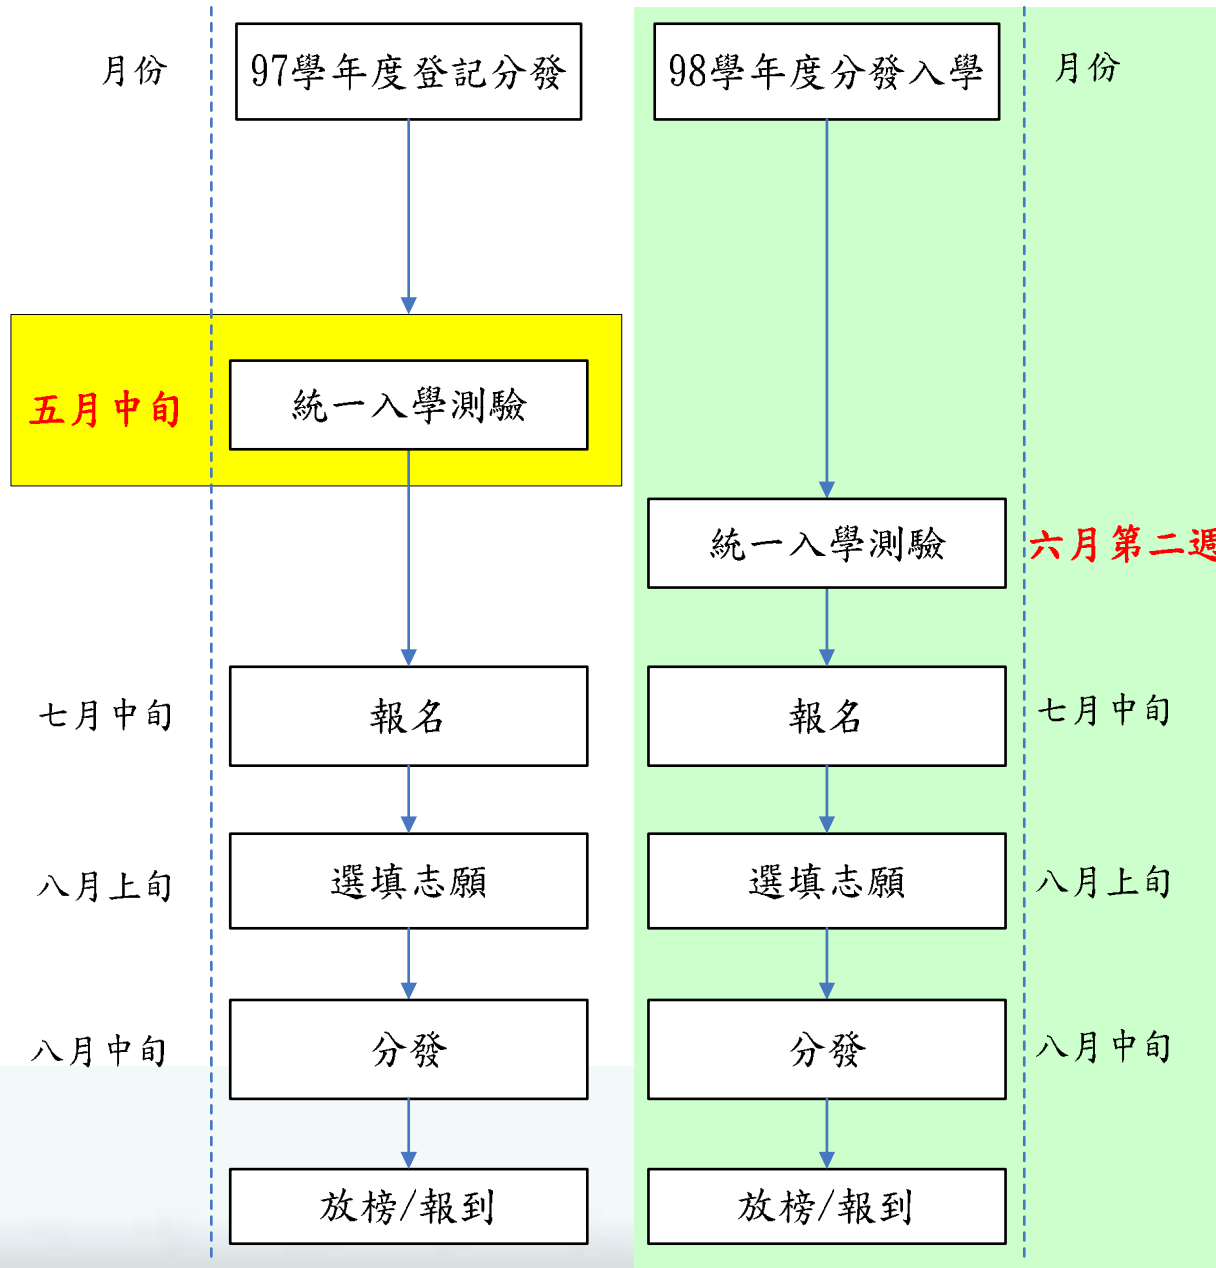 月份
97學年度登記分發
98學年度分發入學
月份
五月中旬
統一入學測驗
統一入學測驗
六月第二週
七月中旬
報名
報名
七月中旬
八月上旬
選填志願
選填志願
八月上旬
八月中旬
分發
分發
八月中旬
放榜/報到
放榜/報到